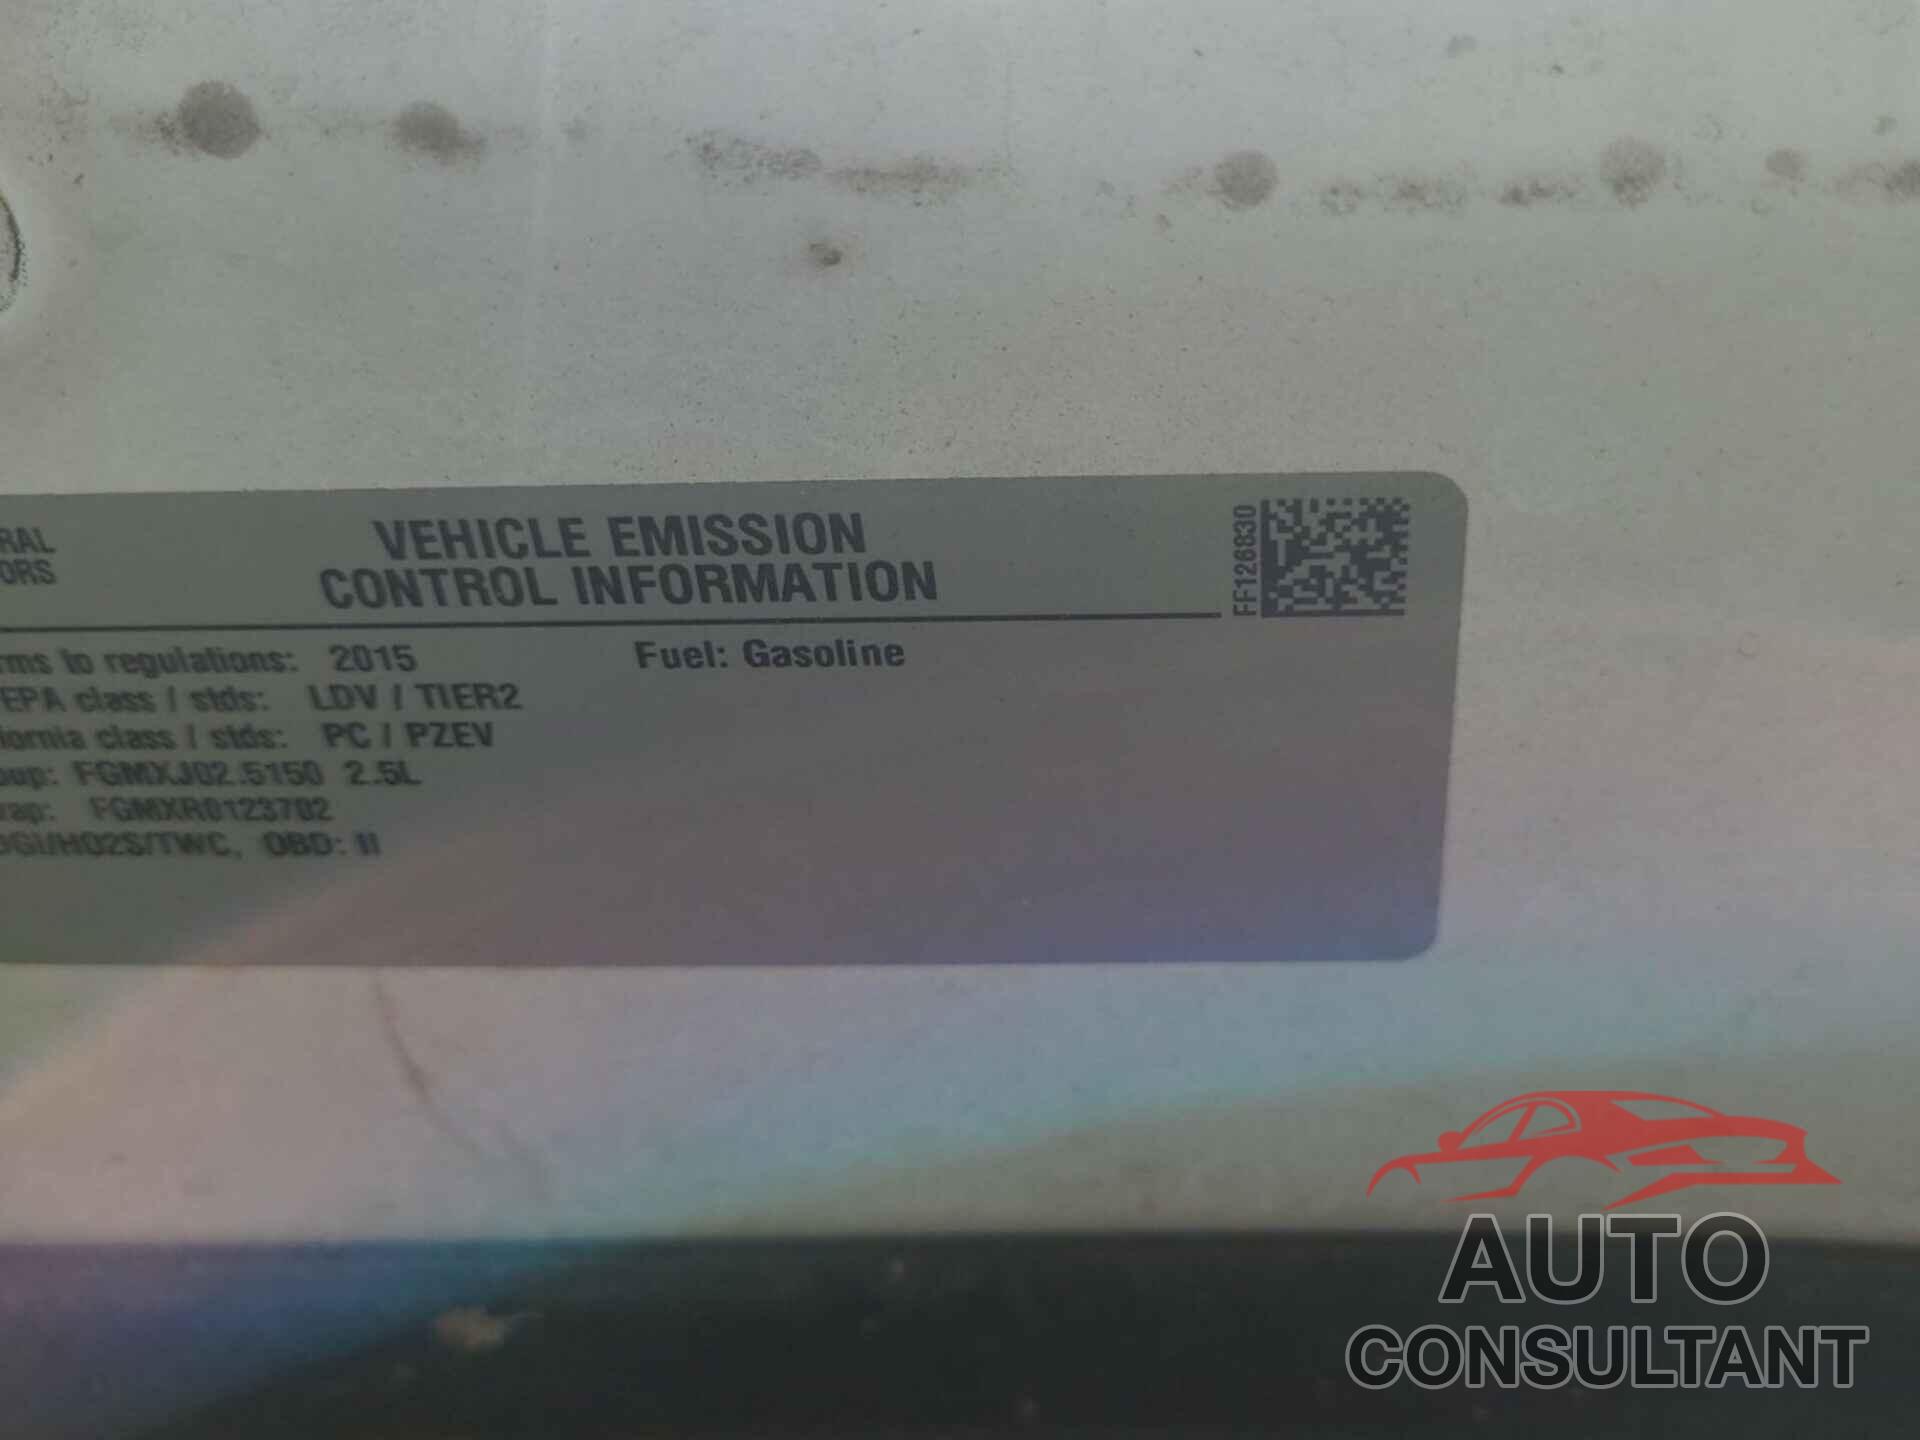 RAL
ORS
VEHICLE EMISSION
CONTROL INFORMATION
FF126830
rms to regulations: 2015 Fuel: Gasoline
EPA class / stds: LDV / TIER2
ifornia class / stds: PC / PZEV
oup: FGMXJ02.5150 2.5L
rap: FGMXR0123702
DGI/HO2S/TWC, OBD: II
AUTO
CONSULTANT